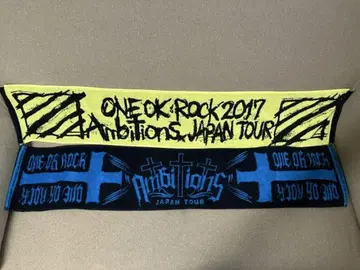 ONE OK ROCK 2017
Ambitions JAPAN TOUR
ONE OK ROCK
ONE OK ROCK
"Ambitions"
JAPAN TOUR
ONE OK ROCK
ONE OK ROCK